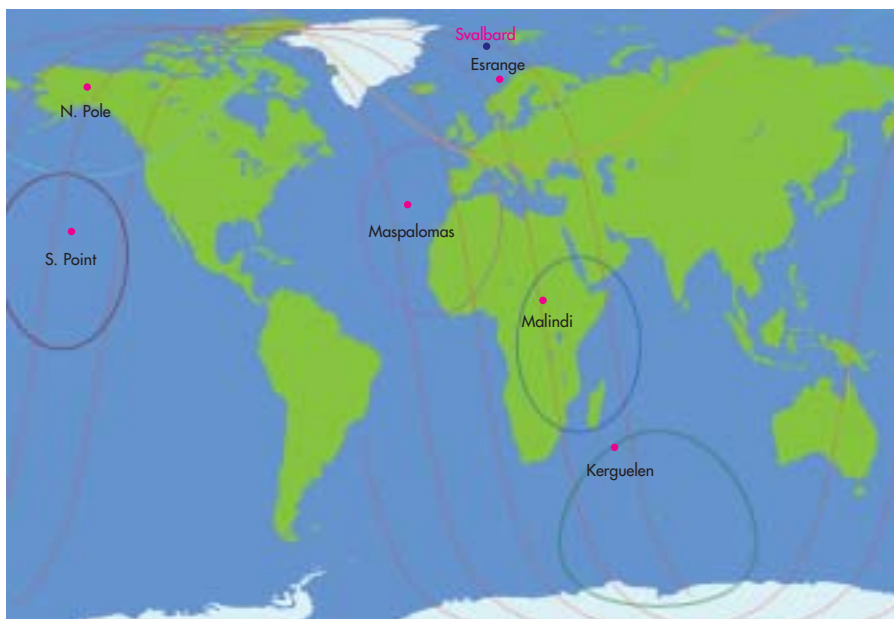 Svalbard
Esrange
N. Pole
Maspalomas
S. Point
Malindi
Kerguelen